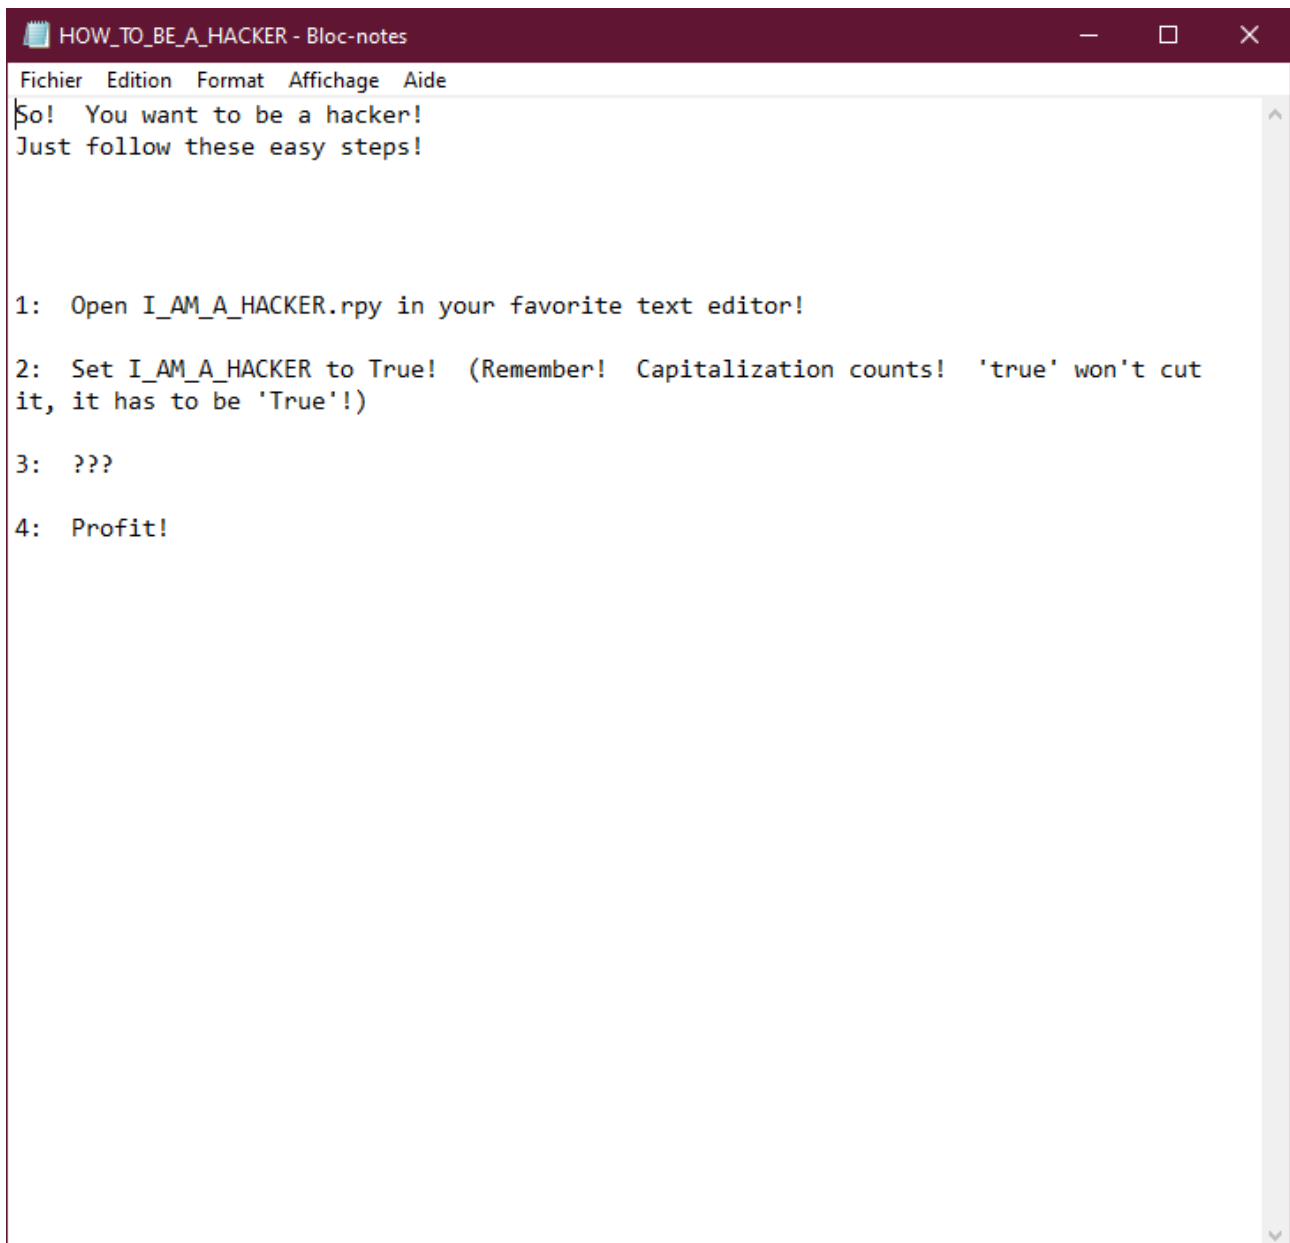 HOW_TO_BE_A_HACKER - Bloc-notes
Fichier Edition Format Affichage Aide
So!  You want to be a hacker!
Just follow these easy steps!
1:  Open I_AM_A_HACKER.rpy in your favorite text editor!
2:  Set I_AM_A_HACKER to True!  (Remember!  Capitalization counts!  'true' won't cut
it, it has to be 'True'!)
3:  ???
4:  Profit!